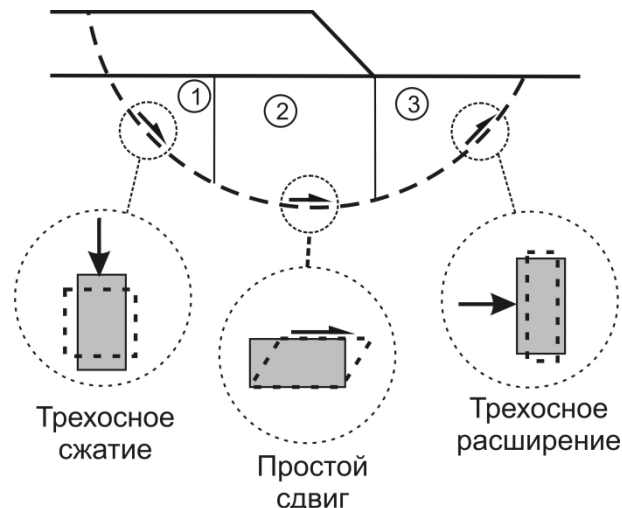 1
2
3
Трехосное
сжатие
Простой
сдвиг
Трехосное
расширение